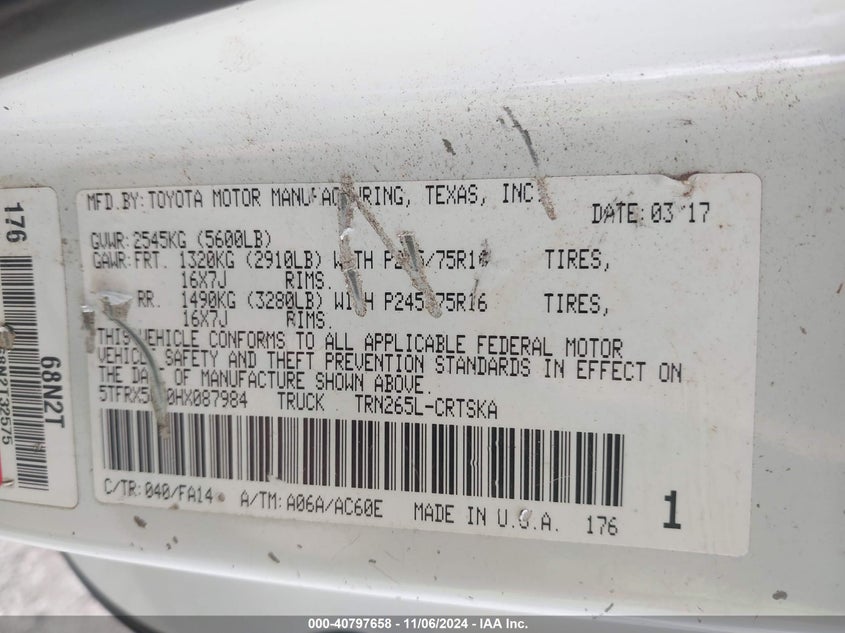 MFD.BY: TOYOTA MOTOR MANUFACTURING, TEXAS, INC.
DATE: 03 17
GVWR: 2545KG (5600LB)
GAWR: FRT. 1320KG (2910LB) WITH TIRES,
16X7J RIMS.
RR. 1490KG (3280LB) WITH P245/75R16 TIRES,
16X7J RIMS.
THIS VEHICLE CONFORMS TO ALL APPLICABLE FEDERAL MOTOR
VEHICLE SAFETY AND THEFT PREVENTION STANDARDS IN EFFECT ON
THE DATE OF MANUFACTURE SHOWN ABOVE.
TRUCK TRN265L-CRTSKA
C/TR: 040/FA14 A/TM: A06A/AC60E MADE IN U.S.A. 176 1
176
68N2T
000-40797658 - 11/06/2024 - IAA Inc.